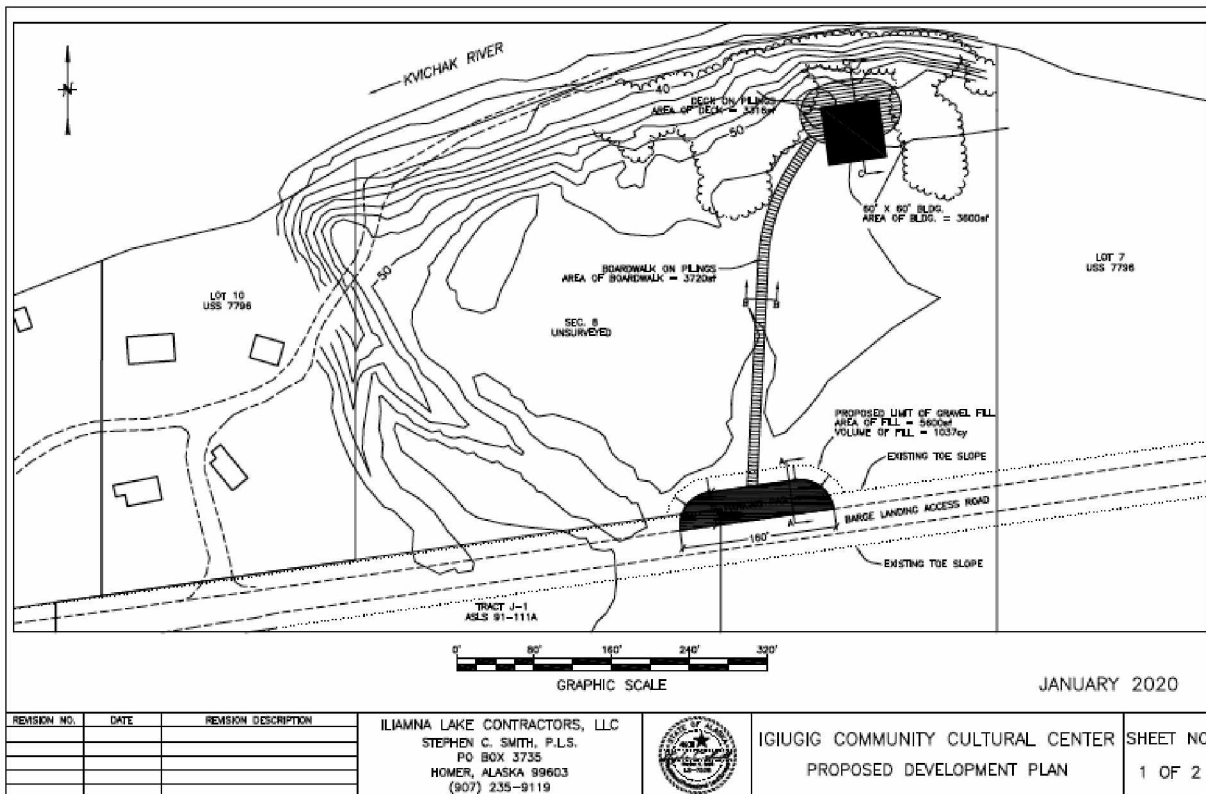 N
KVICHAK RIVER
40
DECK ON PILINGS
AREA OF DECK = 3316sf
50
60' X 60' BLDG.
AREA OF BLDG. = 3600sf
BOARDWALK ON PILINGS
AREA OF BOARDWALK = 3720sf
50
LOT 10
USS 7796
SEC. 8
UNSURVEYED
LOT 7
USS 7796
PROPOSED LIMIT OF GRAVEL FILL
AREA OF FILL = 5600sf
VOLUME OF FILL = 1037cy
EXISTING TOE SLOPE
A
A
BARGE LANDING ACCESS ROAD
160'
EXISTING TOE SLOPE
TRACT J-1
ASLS 91-111A
0' 80' 160' 240' 320'
GRAPHIC SCALE
JANUARY 2020
REVISION NO. DATE REVISION DESCRIPTION
ILIAMNA LAKE CONTRACTORS, LLC
STEPHEN C. SMITH, P.L.S.
PO BOX 3735
HOMER, ALASKA 99603
(907) 235-9119
STATE OF ALASKA
IGIUGIG COMMUNITY CULTURAL CENTER
PROPOSED DEVELOPMENT PLAN
SHEET NO
1 OF 2